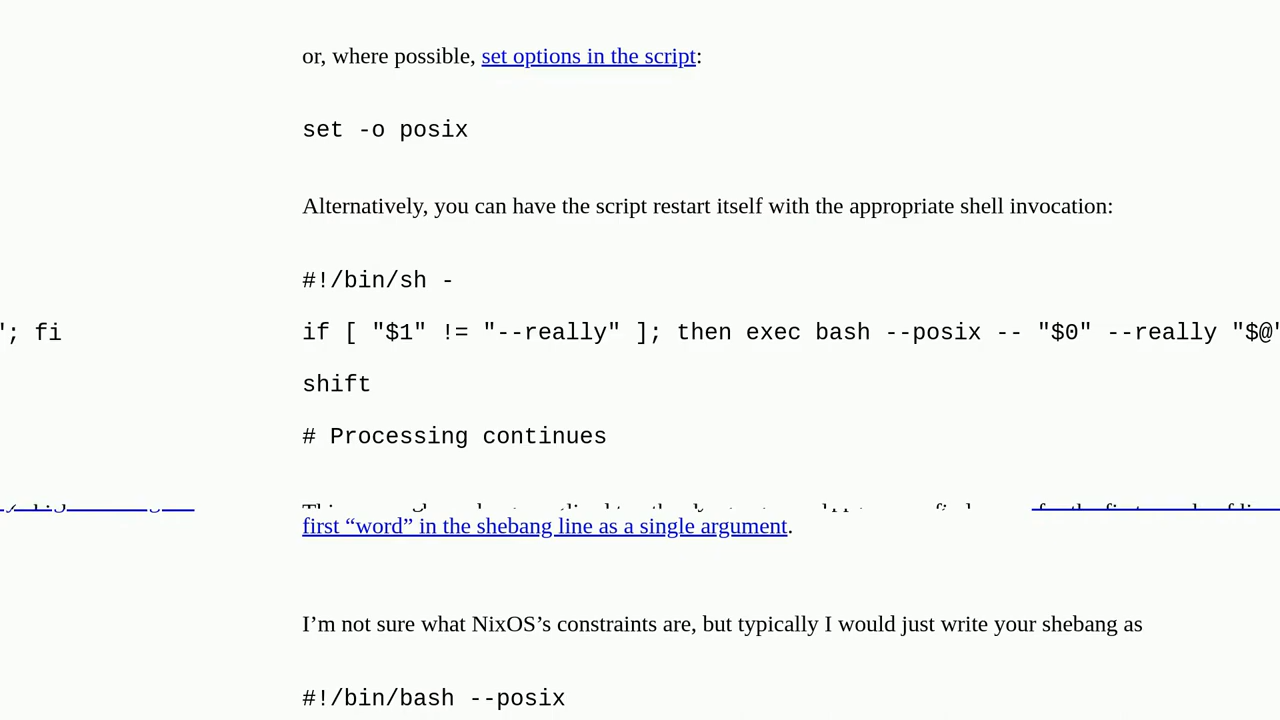 or, where possible, set options in the script:
set -o posix
Alternatively, you can have the script restart itself with the appropriate shell invocation:
#!/bin/sh -
if [ "$1" != "--really" ]; then exec bash --posix -- "$0" --really "$@"
"; fi
shift
# Processing continues
first “word” in the shebang line as a single argument.
I’m not sure what NixOS’s constraints are, but typically I would just write your shebang as
#!/bin/bash --posix